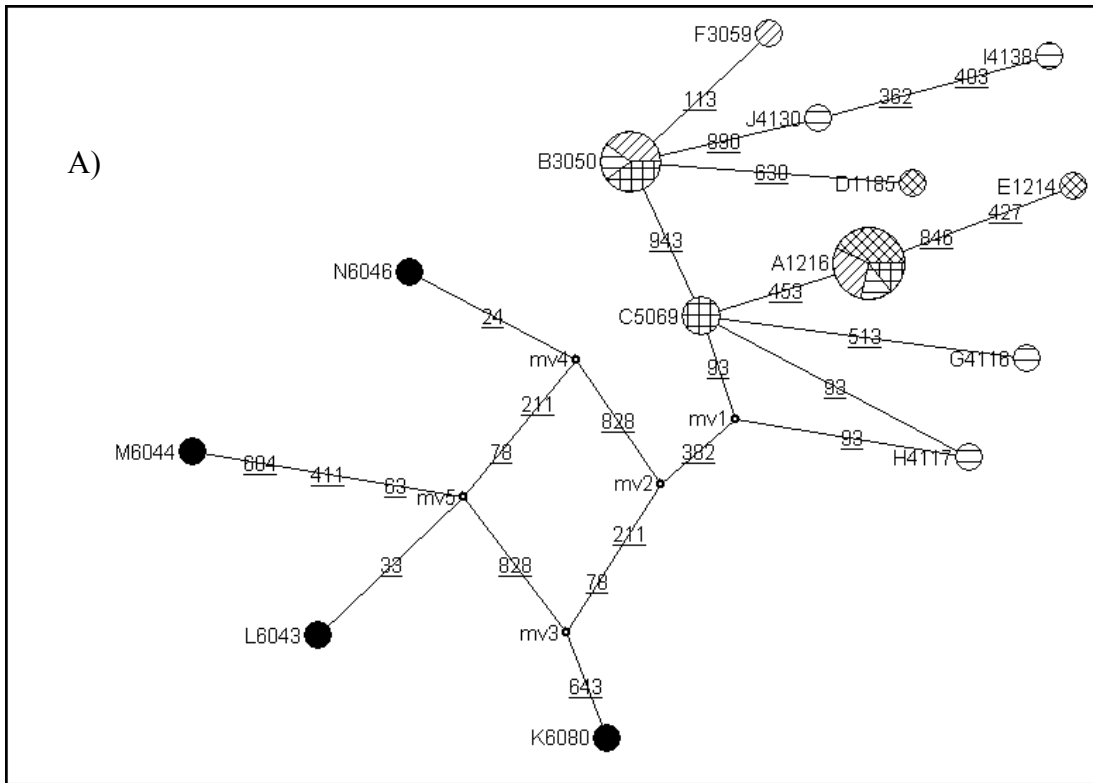 A)
F3059
I4138
403
362
113
J4130
890
B3050
630
D1185
E1214
427
846
943
A1216
453
N6046
C5069
24
513
G4116
93
93
mv4
211
828
mv1
93
H4117
382
M6044
604
411
78
63
mv5
mv2
211
33
828
78
L6043
mv3
643
K6080